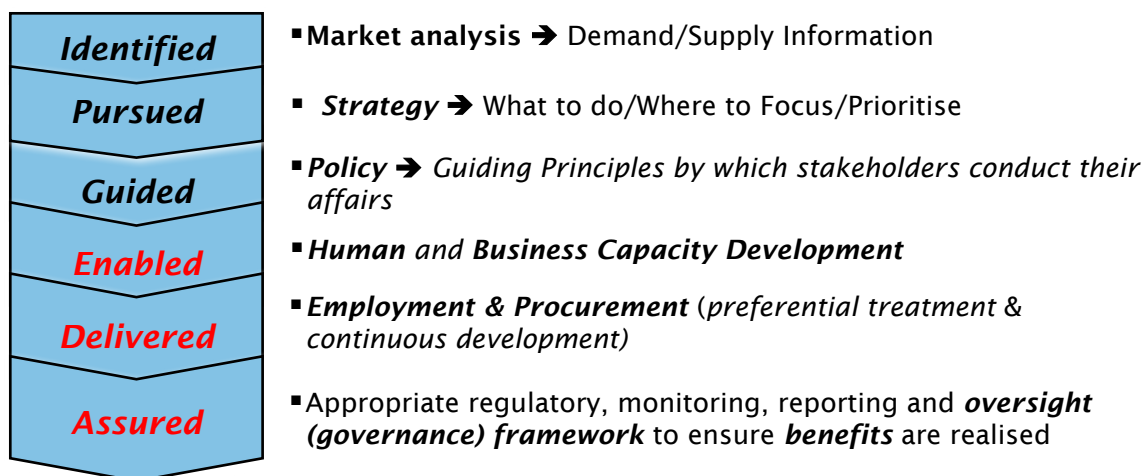 Identified
▪Market analysis ➔ Demand/Supply Information
Pursued
▪ Strategy ➔ What to do/Where to Focus/Prioritise
Guided
▪Policy ➔ Guiding Principles by which stakeholders conduct their
affairs
Enabled
▪Human and Business Capacity Development
Delivered
▪Employment & Procurement (preferential treatment &
continuous development)
Assured
▪Appropriate regulatory, monitoring, reporting and oversight
(governance) framework to ensure benefits are realised